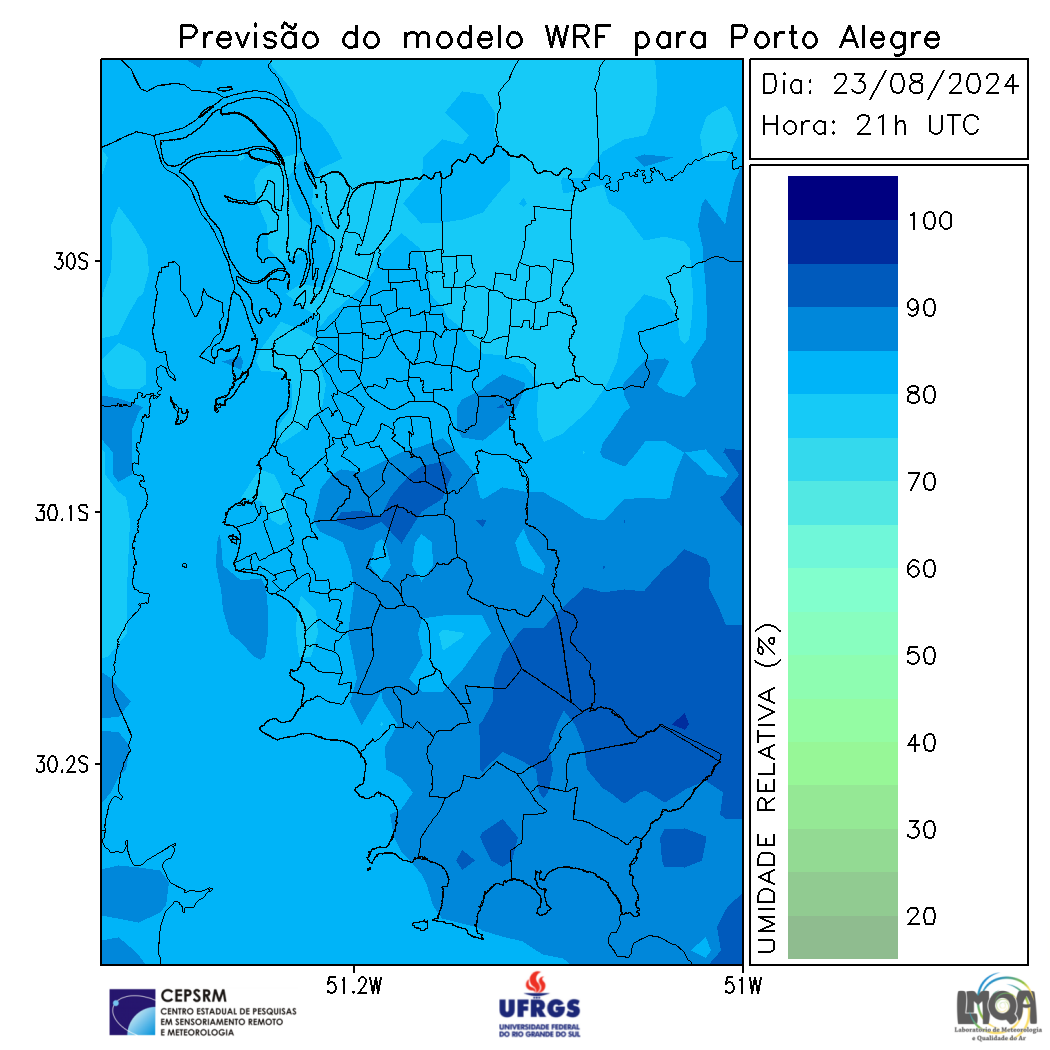 Previsão do modelo WRF para Porto Alegre
Dia: 23/08/2024
Hora: 21h UTC
30S
30.1S
30.2S
51.2W
51W
100
90
80
70
60
50
40
30
20
UMIDADE RELATIVA (%)
CEPSRM
CENTRO ESTADUAL DE PESQUISAS
EM SENSORIAMENTO REMOTO
E METEOROLOGIA
UFRGS
UNIVERSIDADE FEDERAL
DO RIO GRANDE DO SUL
LMQA
Laboratório de Meteorologia
e Qualidade do Ar